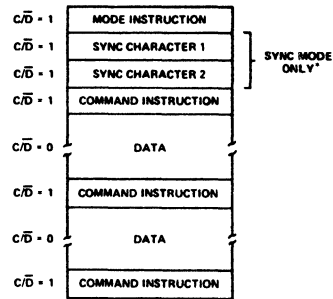 C/D̅ = 1 MODE INSTRUCTION
C/D̅ = 1 SYNC CHARACTER 1
SYNC MODE
ONLY*
C/D̅ = 1 SYNC CHARACTER 2
C/D̅ = 1 COMMAND INSTRUCTION
C/D̅ = 0 DATA
C/D̅ = 1 COMMAND INSTRUCTION
C/D̅ = 0 DATA
C/D̅ = 1 COMMAND INSTRUCTION